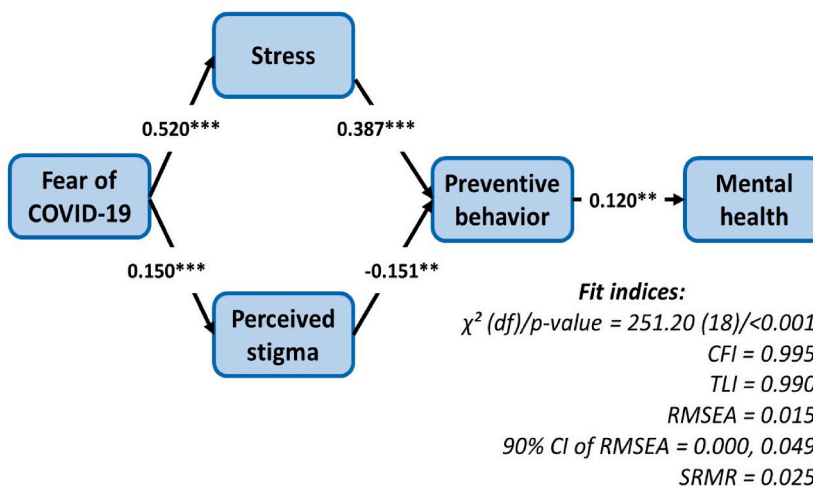 Stress
0.520***
0.387***
Fear of
COVID-19
Preventive
behavior
0.120**
Mental
health
0.150***
-0.151**
Perceived
stigma
Fit indices:
χ² (df)/p-value = 251.20 (18)/<0.001
CFI = 0.995
TLI = 0.990
RMSEA = 0.015
90% CI of RMSEA = 0.000, 0.049
SRMR = 0.025